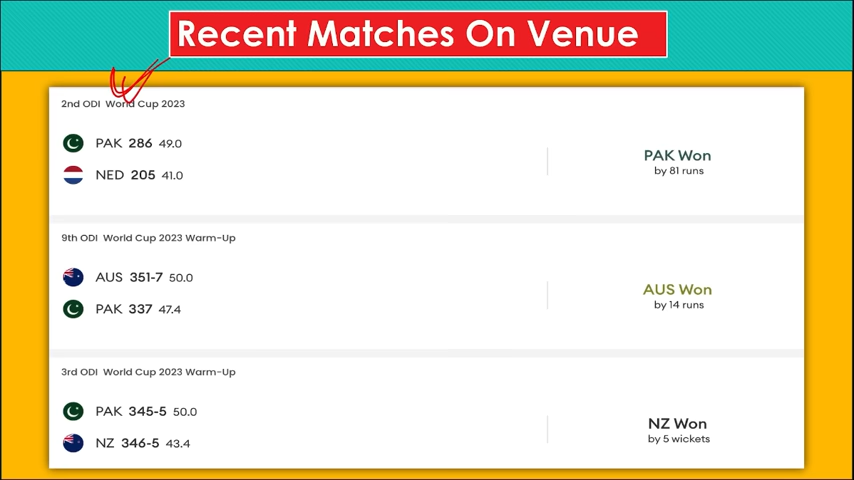 Recent Matches On Venue
2nd ODI World Cup 2023
PAK 286 49.0
NED 205 41.0
PAK Won
by 81 runs
9th ODI World Cup 2023 Warm-Up
AUS 351-7 50.0
PAK 337 47.4
AUS Won
by 14 runs
3rd ODI World Cup 2023 Warm-Up
PAK 345-5 50.0
NZ 346-5 43.4
NZ Won
by 5 wickets